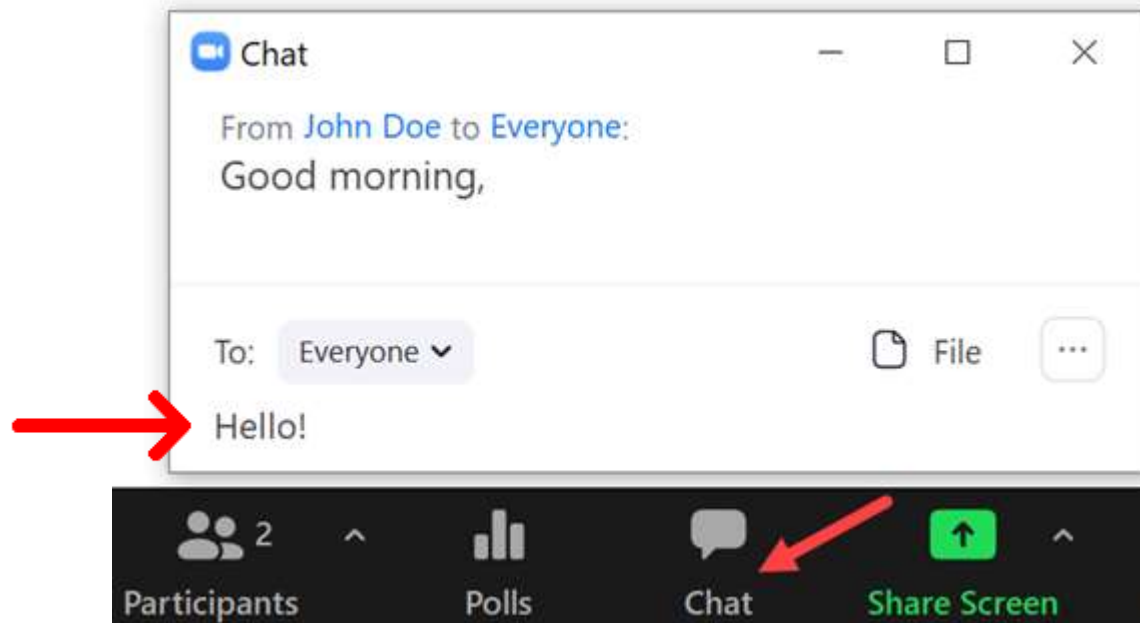 Chat
From John Doe to Everyone:
Good morning,
To: Everyone File ...
Hello!
2
Participants Polls Chat Share Screen